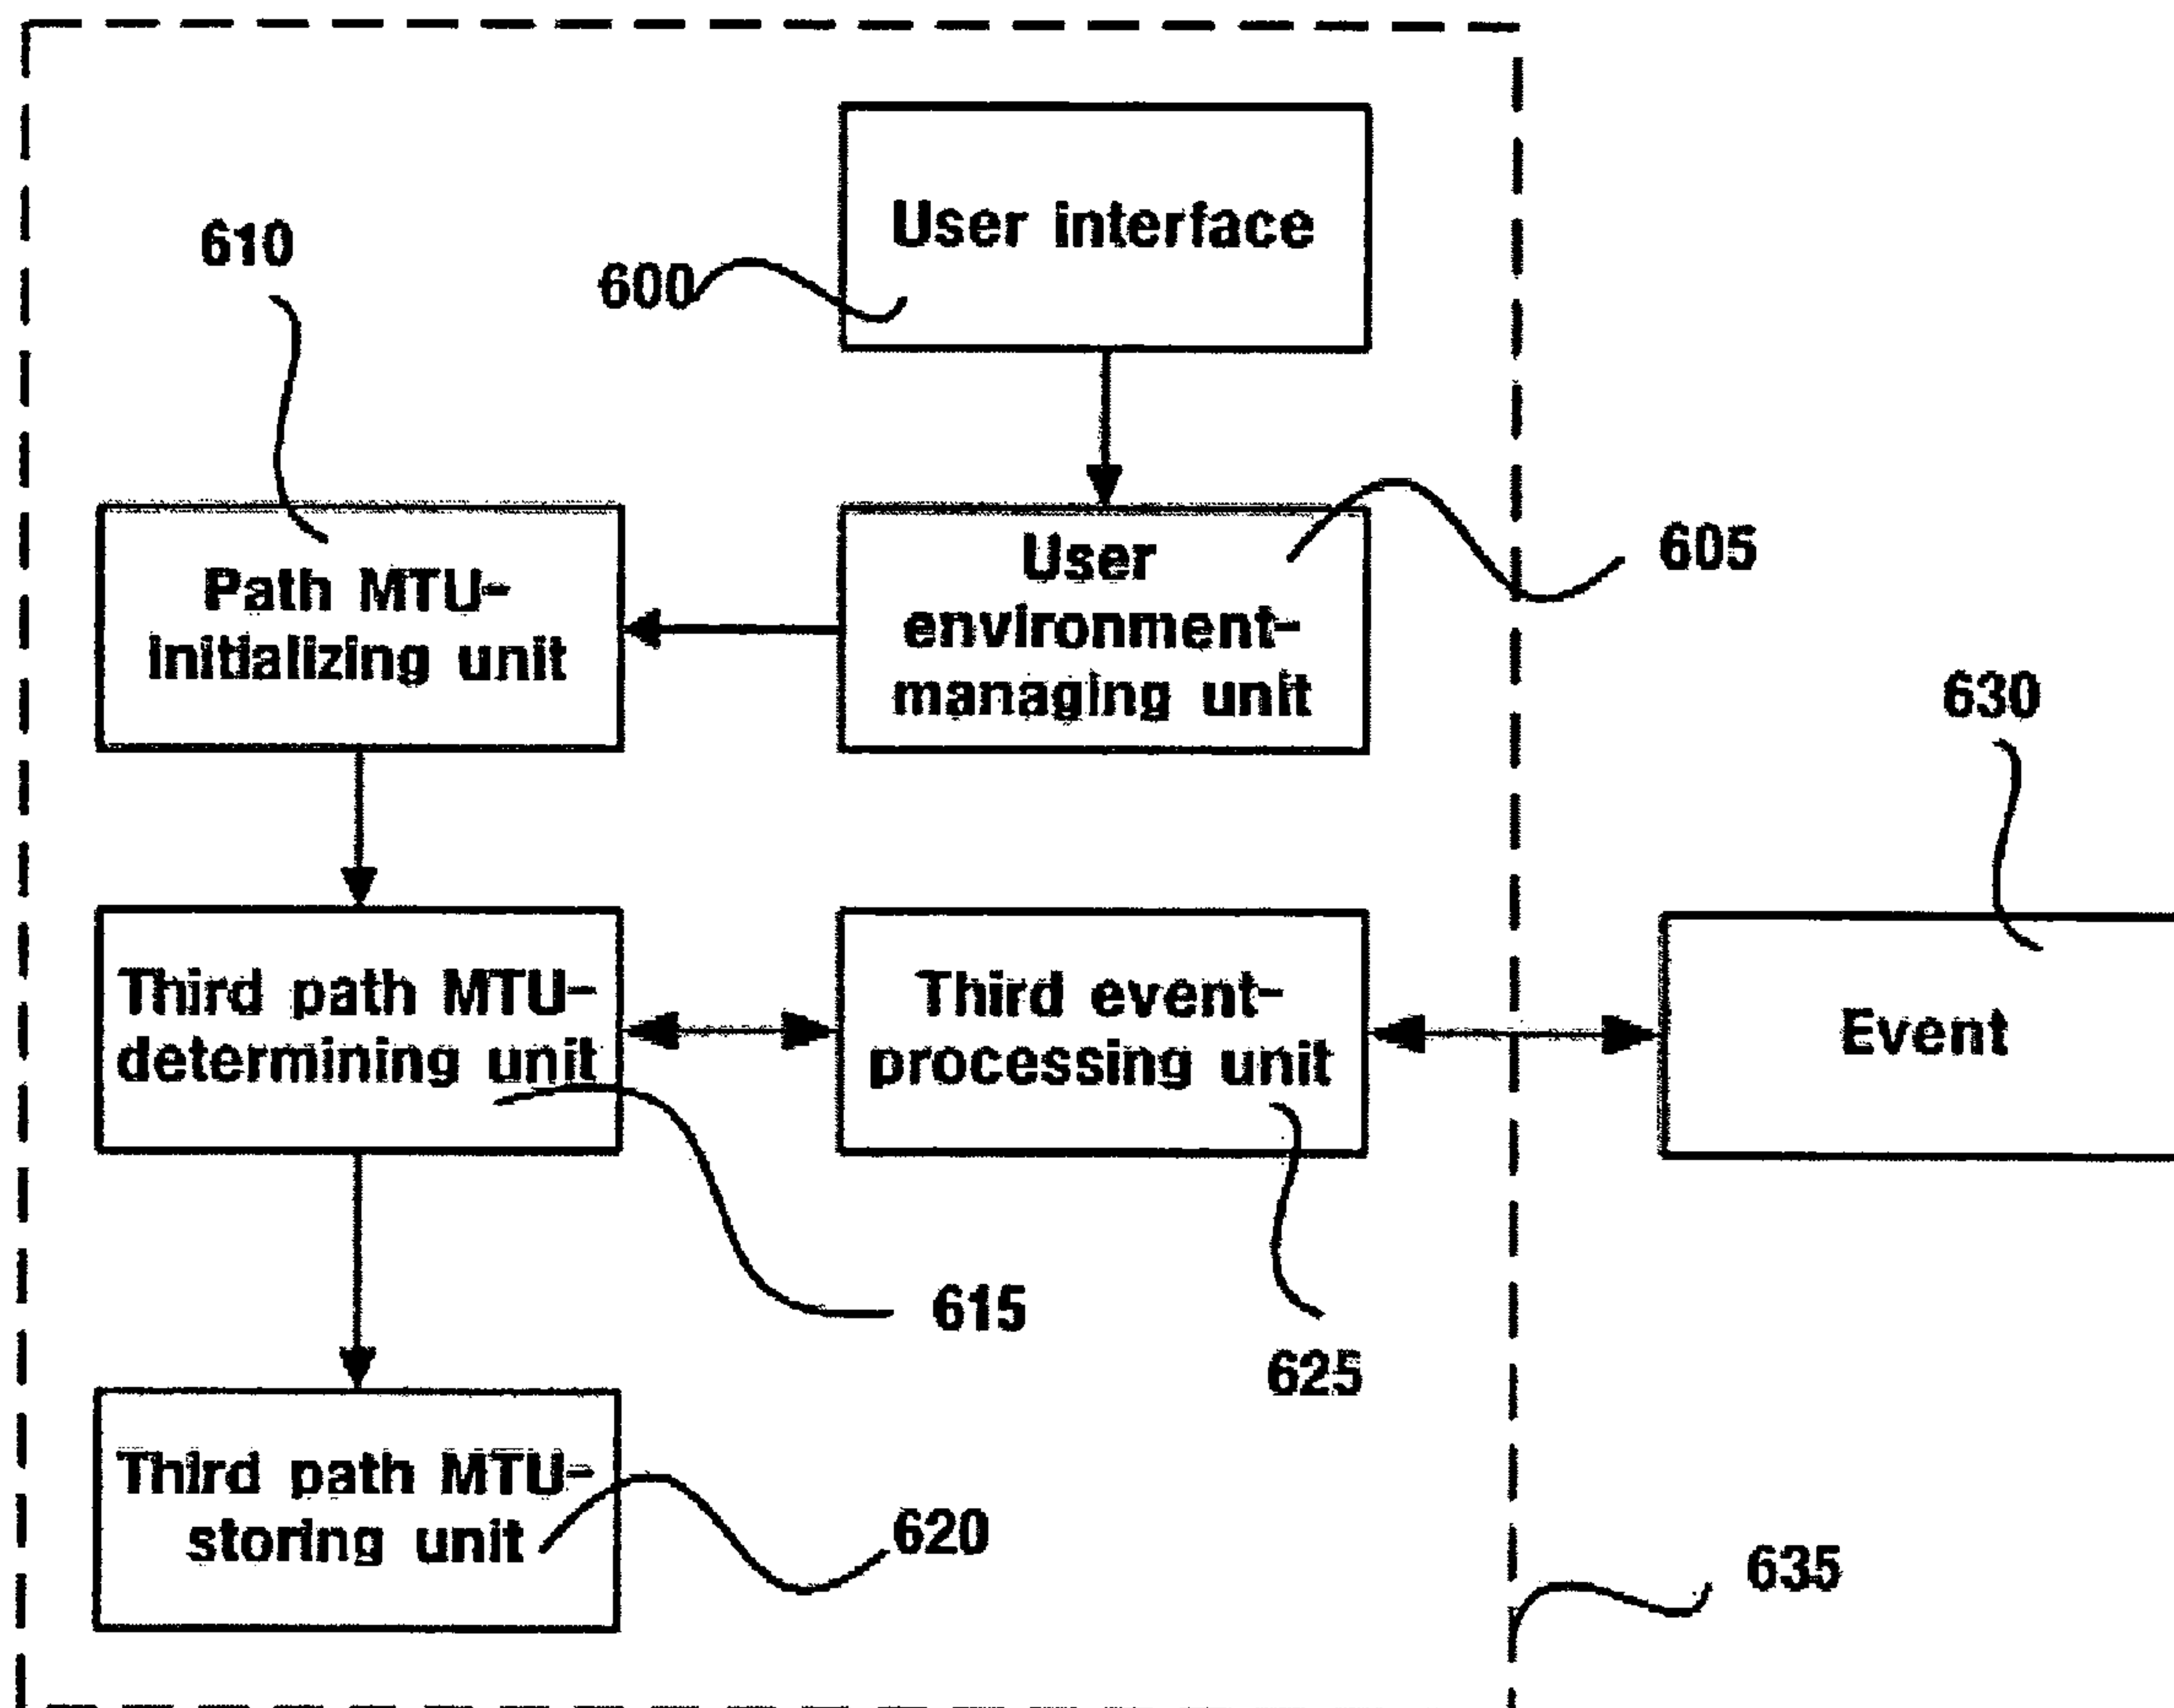 User interface
610
600
Path MTU-
initializing unit
User
environment-
managing unit
605
630
Third path MTU-
determining unit
Third event-
processing unit
Event
615
625
Third path MTU-
storing unit
620
635